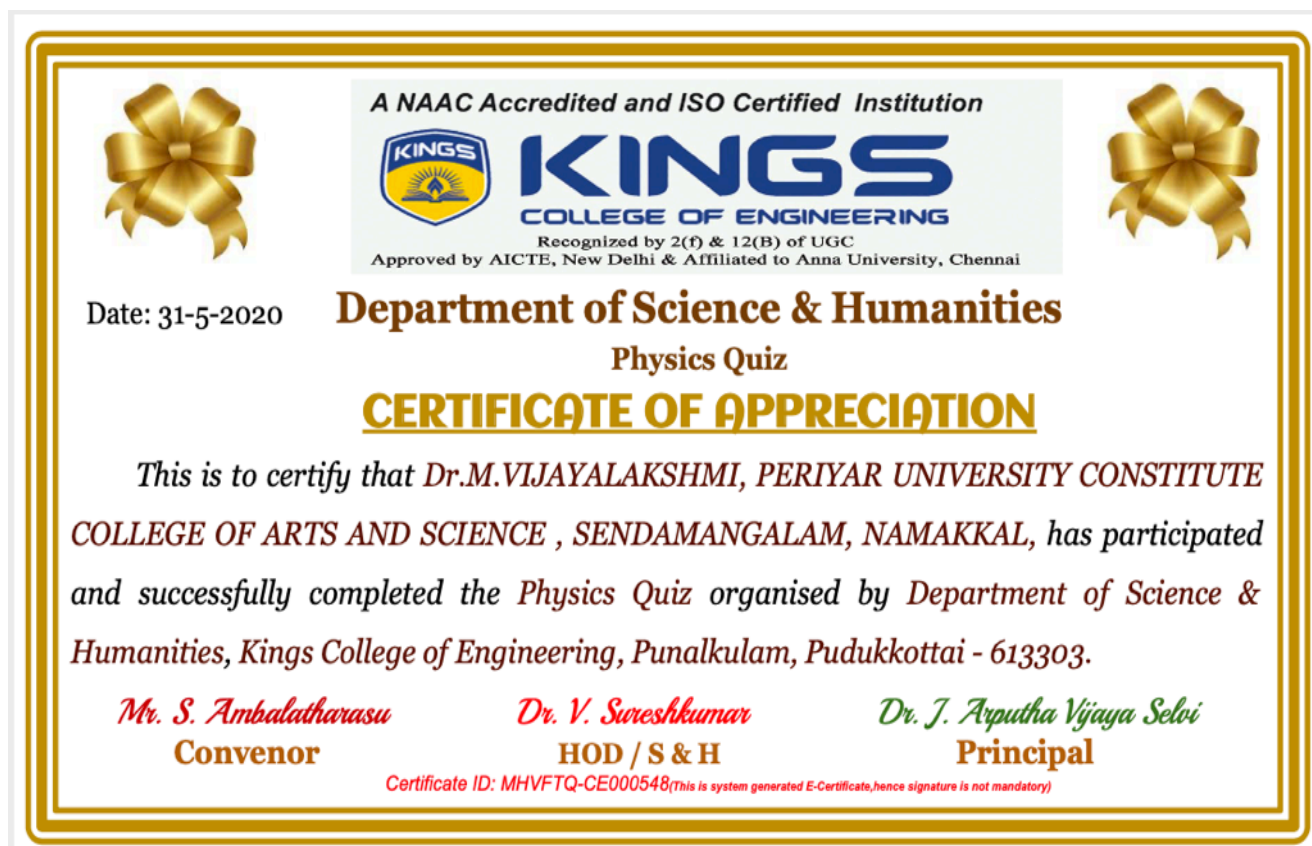 A NAAC Accredited and ISO Certified Institution
KINGS
KINGS
COLLEGE OF ENGINEERING
Recognized by 2(f) & 12(B) of UGC
Approved by AICTE, New Delhi & Affiliated to Anna University, Chennai
Date: 31-5-2020
Department of Science & Humanities
Physics Quiz
CERTIFICATE OF APPRECIATION
This is to certify that Dr.M.VIJAYALAKSHMI, PERIYAR UNIVERSITY CONSTITUTE
COLLEGE OF ARTS AND SCIENCE , SENDAMANGALAM, NAMAKKAL, has participated
and successfully completed the Physics Quiz organised by Department of Science &
Humanities, Kings College of Engineering, Punalkulam, Pudukkottai - 613303.
Mr. S. Ambalatharasu Dr. V. Sureshkumar Dr. J. Arputha Vijaya Selvi
Convenor HOD / S & H Principal
Certificate ID: MHVFTQ-CE000548(This is system generated E-Certificate,hence signature is not mandatory)